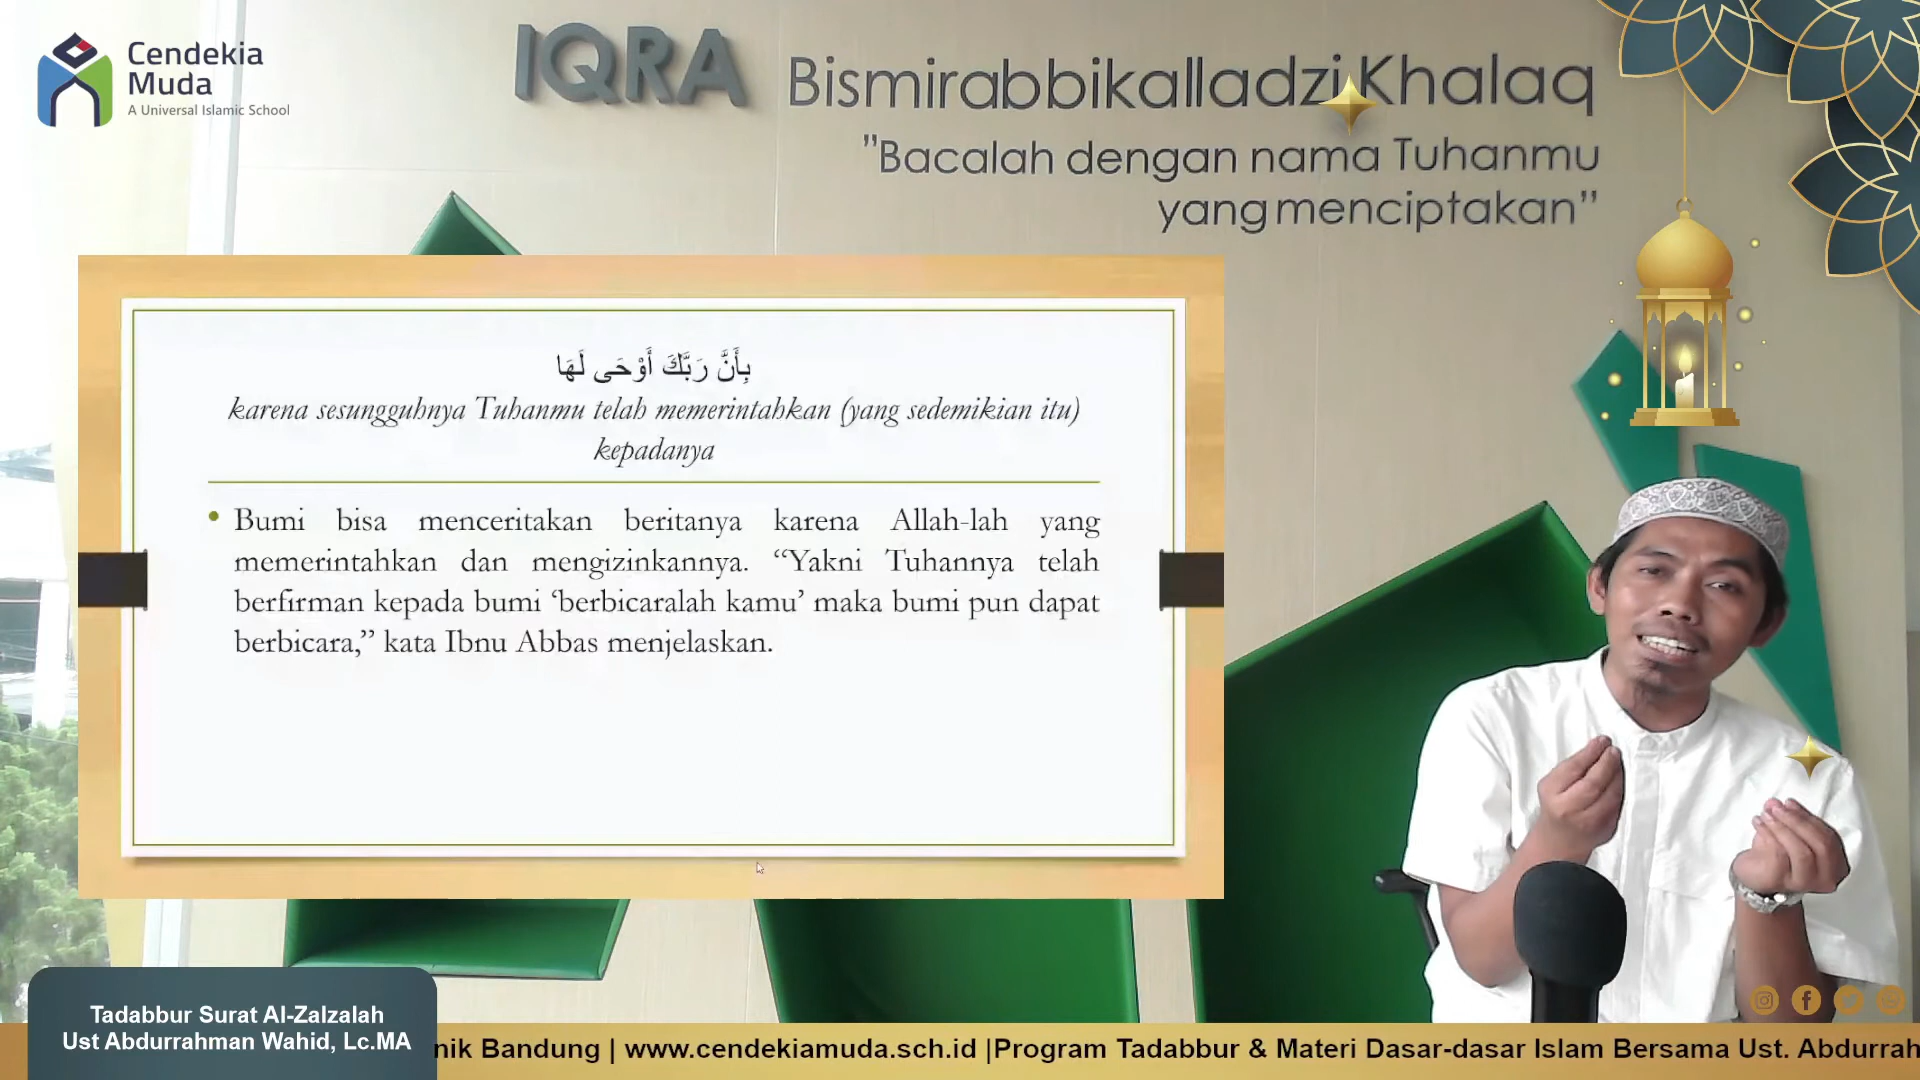 Cendekia
Muda
A Universal Islamic School
IQRA
Bismirabbikalladzi Khalaq
"Bacalah dengan nama Tuhanmu
yang menciptakan"
بِأَنَّ رَبَّكَ أَوْحَى لَهَا
karena sesungguhnya Tuhanmu telah memerintahkan (yang sedemikian itu)
kepadanya
• Bumi bisa menceritakan beritanya karena Allah-lah yang
memerintahkan dan mengizinkannya. “Yakni Tuhannya telah
berfirman kepada bumi ‘berbicaralah kamu’ maka bumi pun dapat
berbicara,” kata Ibnu Abbas menjelaskan.
Tadabbur Surat Al-Zalzalah
Ust Abdurrahman Wahid, Lc.MA
nik Bandung | www.cendekiamuda.sch.id |Program Tadabbur & Materi Dasar-dasar Islam Bersama Ust. Abdurrah